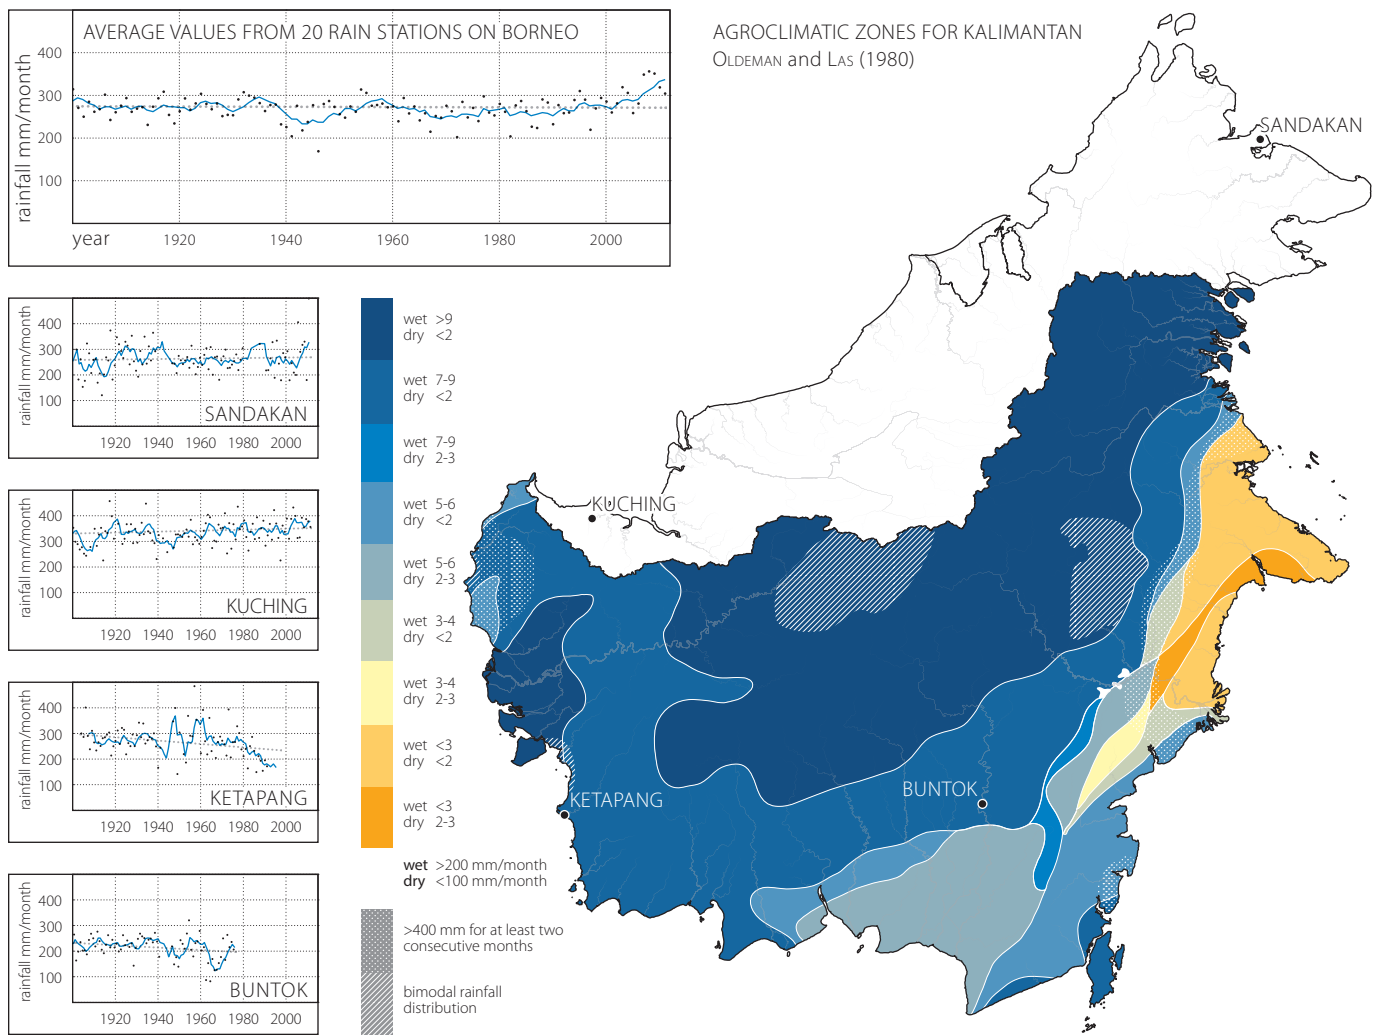 AVERAGE VALUES FROM 20 RAIN STATIONS ON BORNEO
rainfall mm/month
400
300
200
100
year
1920
1940
1960
1980
2000
AGROCLIMATIC ZONES FOR KALIMANTAN
OLDEMAN and LAS (1980)
SANDAKAN
KUCHING
KETAPANG
BUNTOK
rainfall mm/month
400
300
200
100
SANDAKAN
1920 1940 1960 1980 2000
rainfall mm/month
400
300
200
100
KUCHING
1920 1940 1960 1980 2000
rainfall mm/month
400
300
200
100
KETAPANG
1920 1940 1960 1980 2000
rainfall mm/month
400
300
200
100
BUNTOK
1920 1940 1960 1980 2000
wet >9
dry <2
wet 7-9
dry <2
wet 7-9
dry 2-3
wet 5-6
dry <2
wet 5-6
dry 2-3
wet 3-4
dry <2
wet 3-4
dry 2-3
wet <3
dry <2
wet <3
dry 2-3
wet >200 mm/month
dry <100 mm/month
>400 mm for at least two
consecutive months
bimodal rainfall
distribution